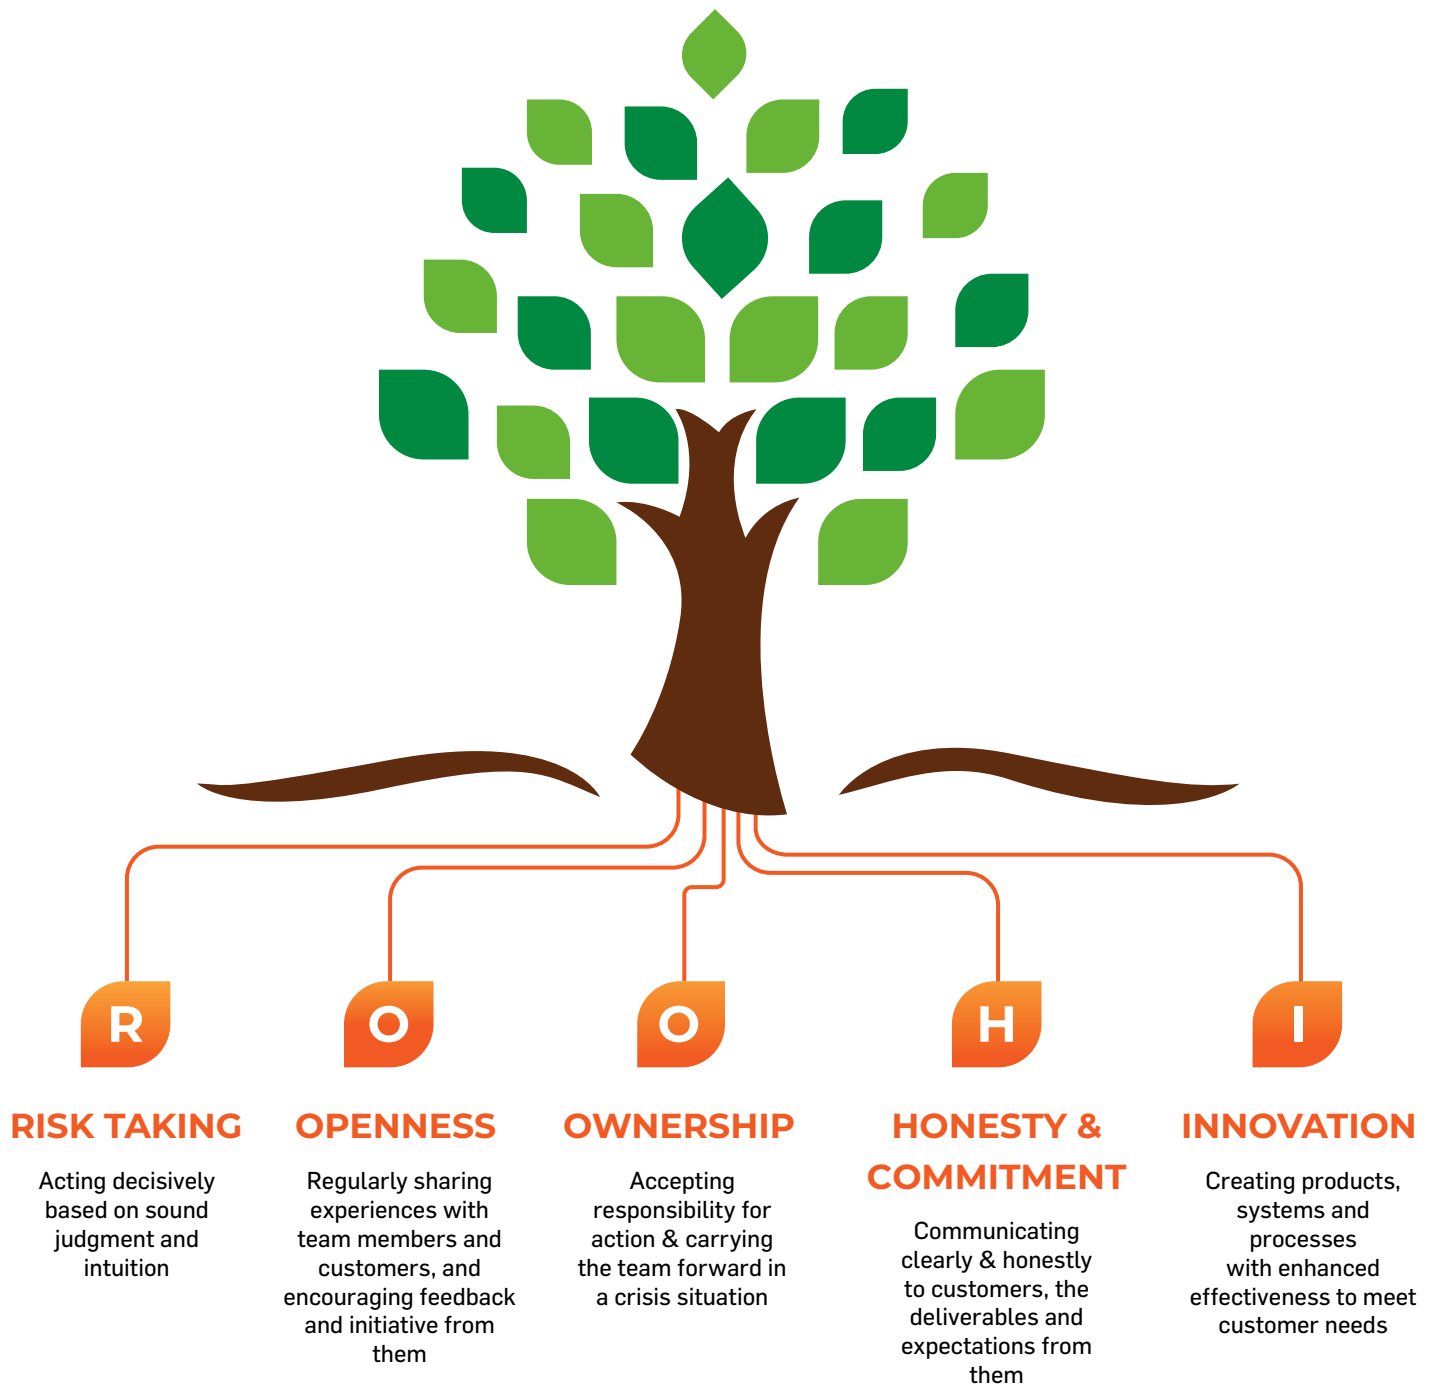 R
O
O
H
I
RISK TAKING
Acting decisively
based on sound
judgment and
intuition
OPENNESS
Regularly sharing
experiences with
team members and
customers, and
encouraging feedback
and initiative from
them
OWNERSHIP
Accepting
responsibility for
action & carrying
the team forward in
a crisis situation
HONESTY &
COMMITMENT
Communicating
clearly & honestly
to customers, the
deliverables and
expectations from
them
INNOVATION
Creating products,
systems and
processes
with enhanced
effectiveness to meet
customer needs